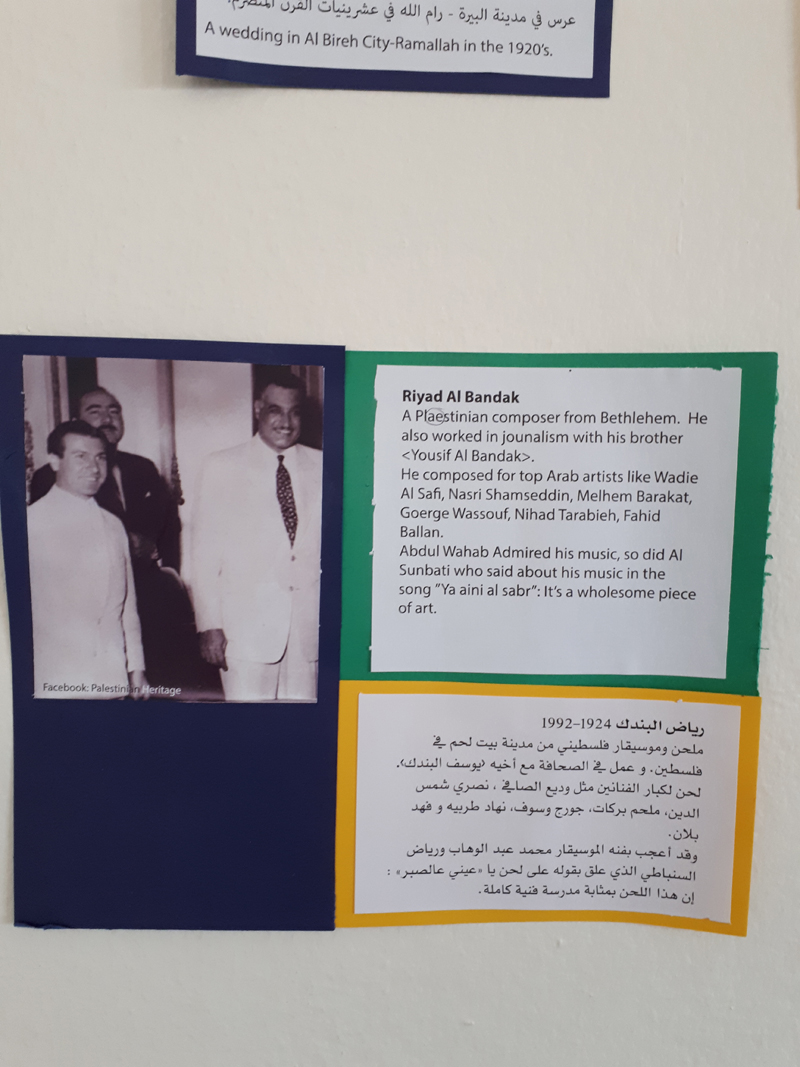 عرس في مدينة البيرة - رام الله في عشرينيات القرن المنصرم.
A wedding in Al Bireh City-Ramallah in the 1920's.
Facebook: Palestinian Heritage
Riyad Al Bandak
A Plaestinian composer from Bethlehem. He
also worked in jounalism with his brother
<Yousif Al Bandak>.
He composed for top Arab artists like Wadie
Al Safi, Nasri Shamseddin, Melhem Barakat,
Goerge Wassouf, Nihad Tarabieh, Fahid
Ballan.
Abdul Wahab Admired his music, so did Al
Sunbati who said about his music in the
song "Ya aini al sabr": It's a wholesome piece
of art.
رياض البندك 1924-1992
ملحن وموسيقار فلسطيني من مدينة بيت لحم في
فلسطين. و عمل في الصحافة مع أخيه <يوسف البندك>.
لحن لكبار الفنانين مثل وديع الصافي ، نصري شمس
الدين، ملحم بركات، جورج وسوف، نهاد طربيه و فهد
بلان.
وقد أعجب بفنه الموسيقار محمد عبد الوهاب ورياض
السنباطي الذي علق بقوله على لحن يا «عيني عالصبر» :
إن هذا اللحن بمثابة مدرسة فنية كاملة.